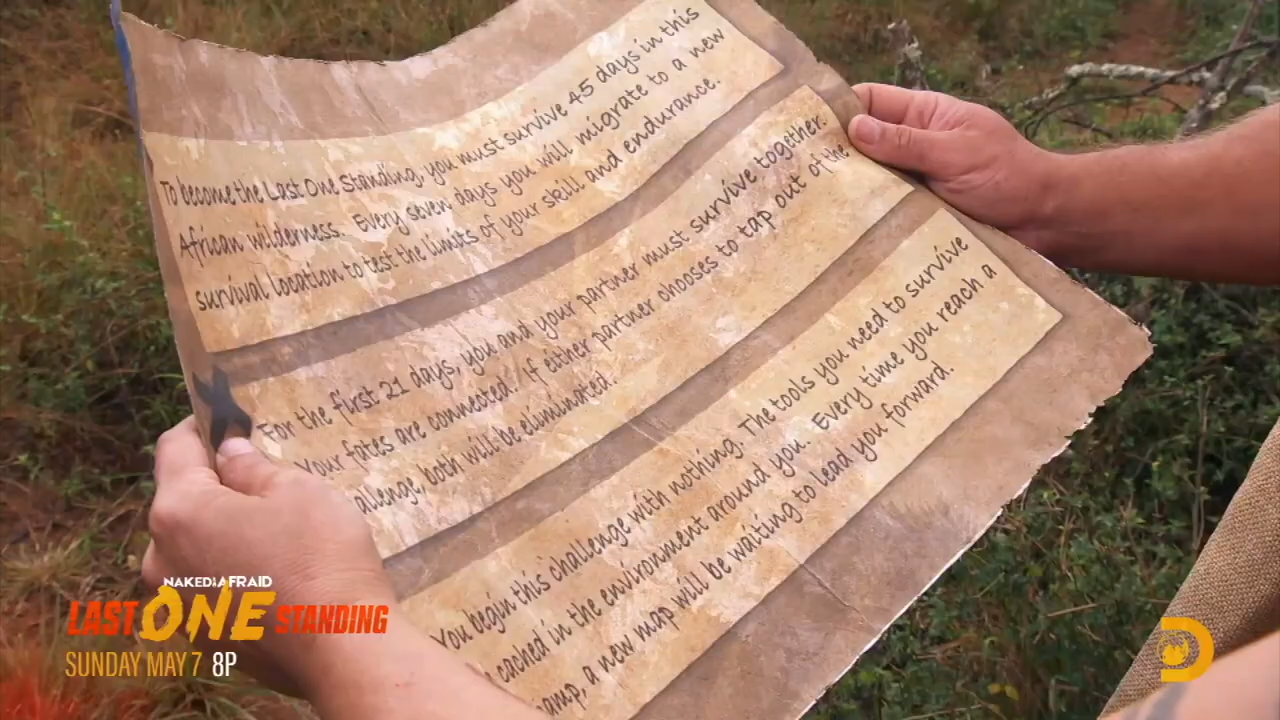 To become the Last One Standing, you must survive 45 days in this
African wilderness. Every seven days you will migrate to a new
survival location to test the limits of your skill and endurance.
For the first 21 days, you and your partner must survive together.
Your fates are connected. If either partner chooses to tap out of the
allenge, both will be eliminated.
You begin this challenge with nothing. The tools you need to survive
cached in the environment around you. Every time you reach a
amp, a new map will be waiting to lead you forward.
NAKED AFRAID
LAST ONE STANDING
SUNDAY MAY 7 8P
D